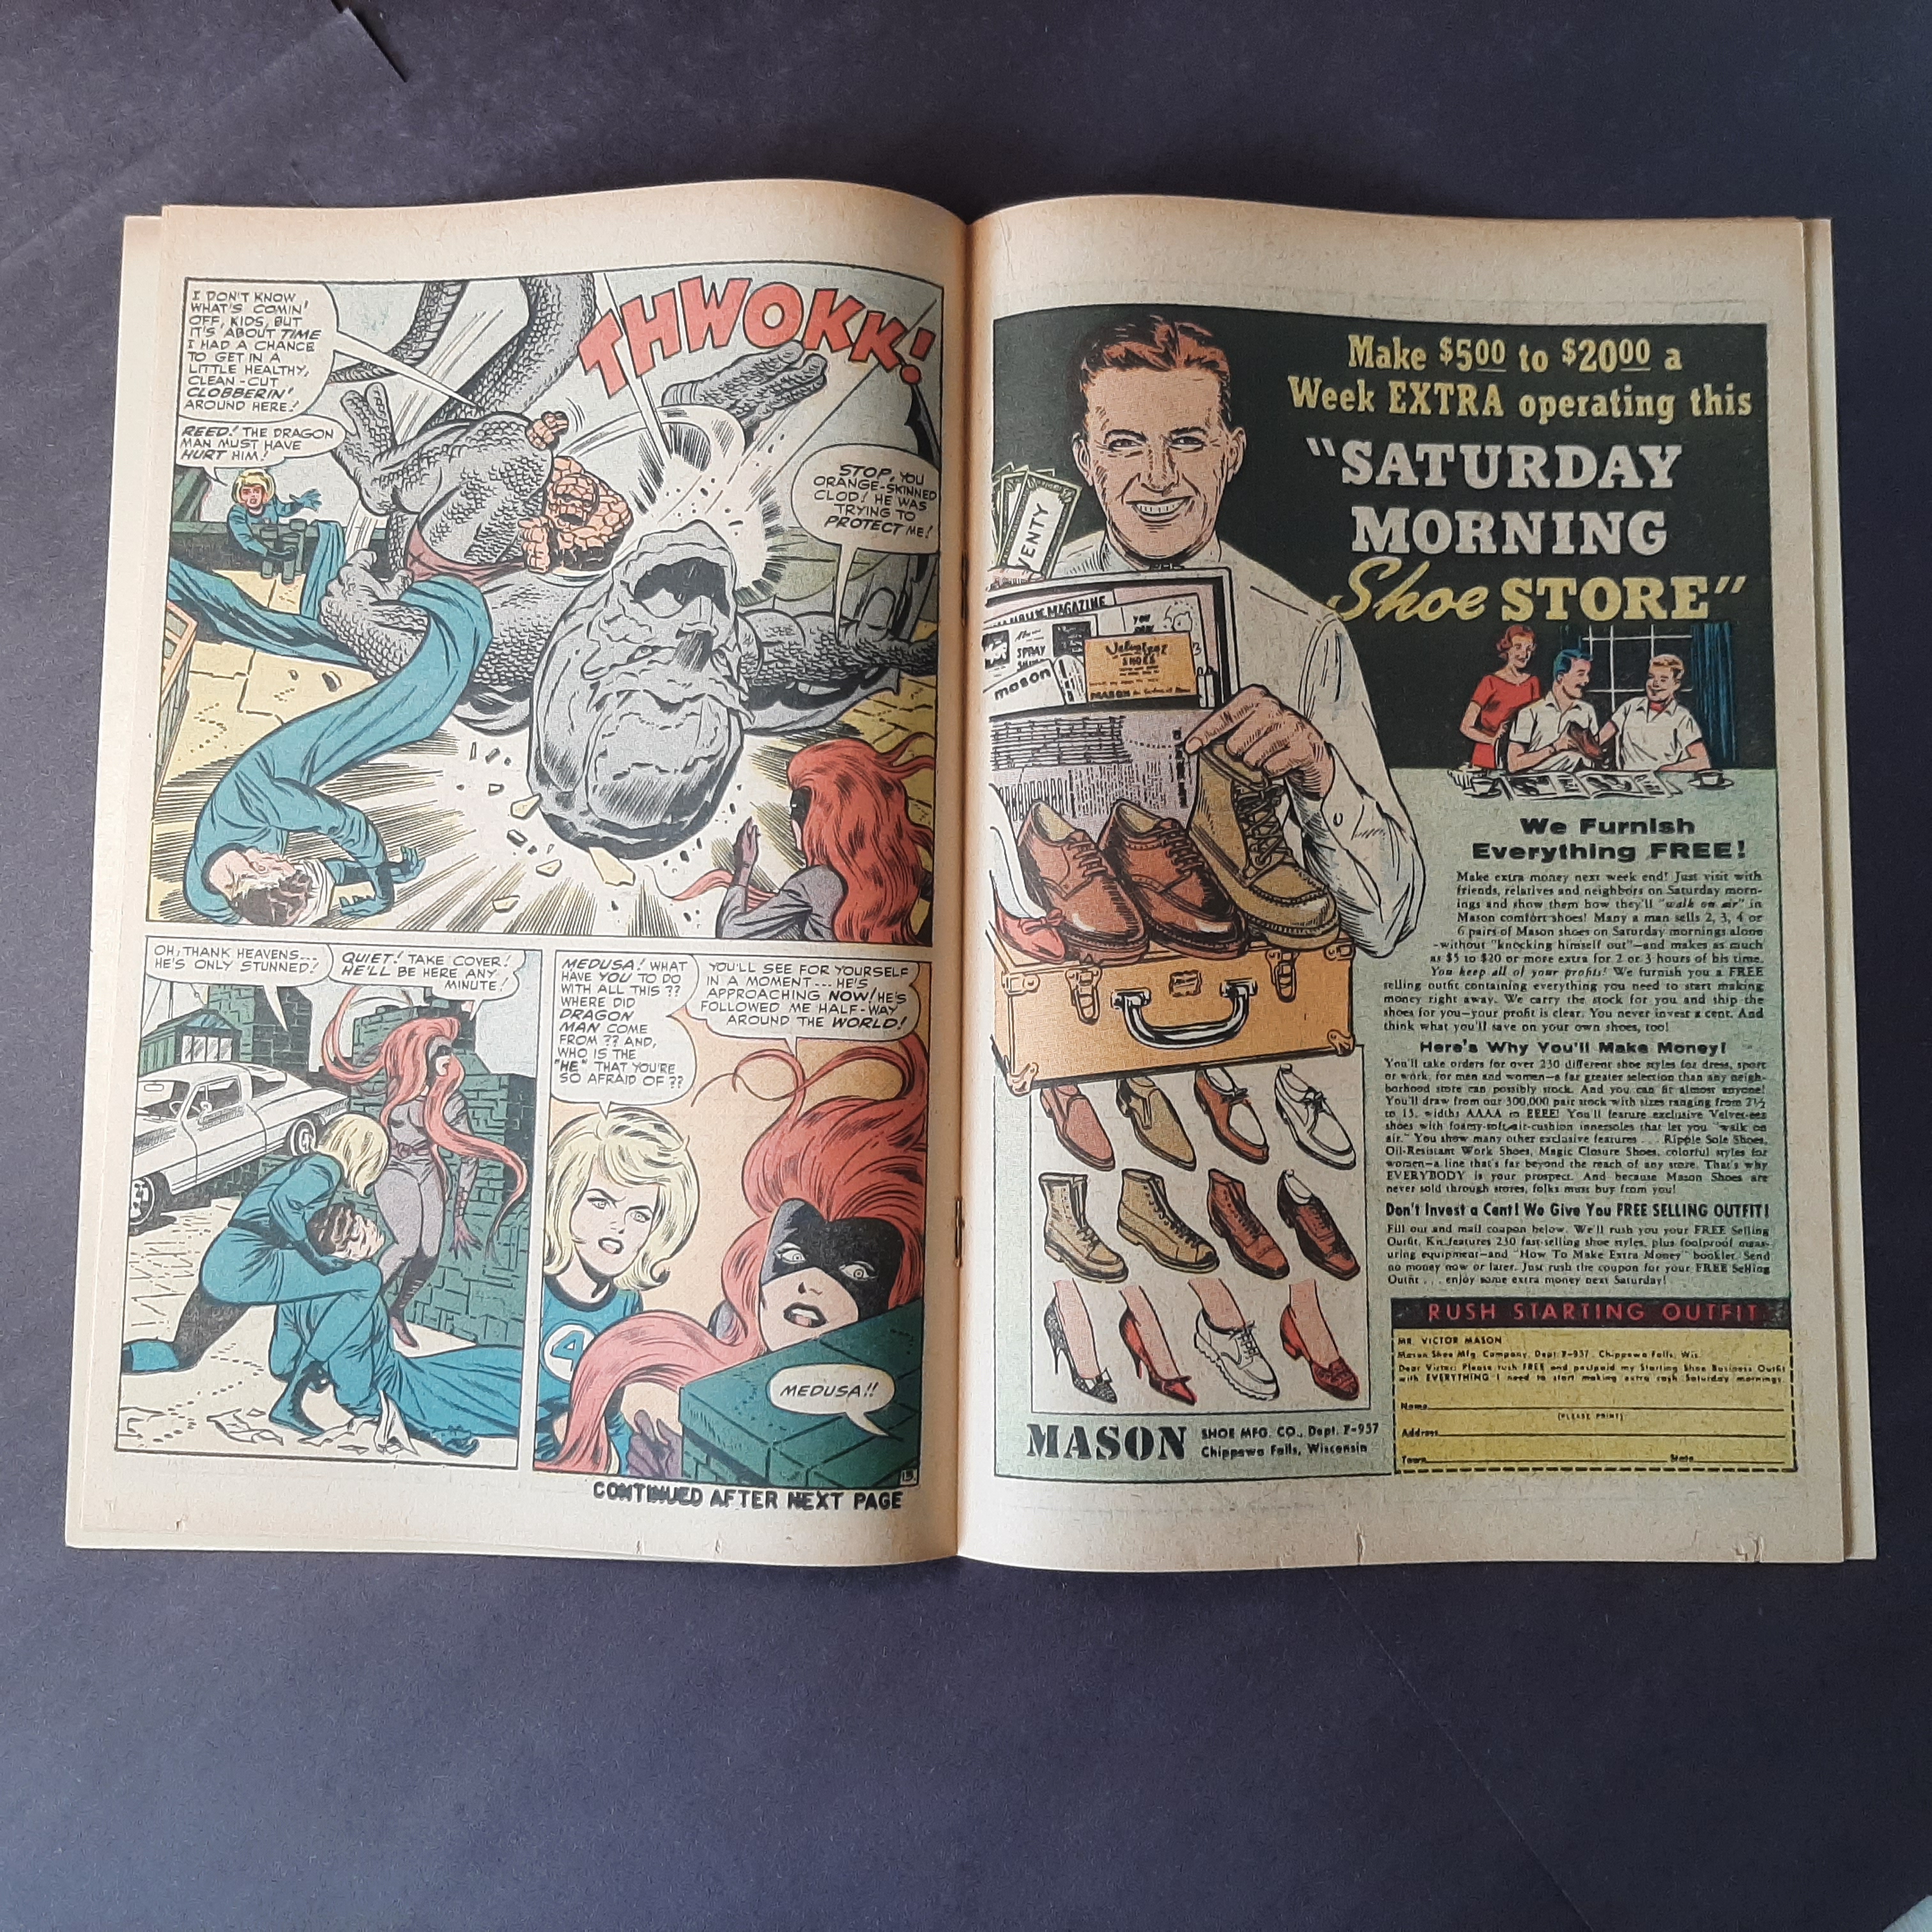 I DON'T KNOW
WHAT'S COMIN'
OFF, KIDS, BUT
IT'S ABOUT TIME
I HAD A CHANCE
TO GET IN A
LITTLE HEALTHY,
CLEAN-CUT
CLOBBERIN'
AROUND HERE!
REED! THE DRAGON
MAN MUST HAVE
HURT HIM!
THWOKK!
STOP, YOU
ORANGE-SKINNED
CLOD! HE WAS
TRYING TO
PROTECT ME!
OH, THANK HEAVENS...
HE'S ONLY STUNNED!
QUIET! TAKE COVER!
HE'LL BE HERE ANY
MINUTE!
MEDUSA! WHAT
HAVE YOU TO DO
WITH ALL THIS ??
WHERE DID
DRAGON
MAN COME
FROM ?? AND,
WHO IS THE
"HE" THAT YOU'RE
SO AFRAID OF ??
YOU'LL SEE FOR YOURSELF
IN A MOMENT... HE'S
APPROACHING NOW! HE'S
FOLLOWED ME HALF-WAY
AROUND THE WORLD!
4
MEDUSA!!
CONTINUED AFTER NEXT PAGE
Make $5.00 to $20.00 a
Week EXTRA operating this
"SATURDAY
MORNING
Shoe STORE"
MAGAZINE
SPRAY
mason
SHOES
MASON
We Furnish
Everything FREE!
Make extra money next week end! Just visit with
friends, relatives and neighbors on Saturday morn-
ings and show them how they'll "walk on air" in
Mason comfort shoes! Many a man sells 2, 3, 4 or
6 pairs of Mason shoes on Saturday mornings alone
-without "knocking himself out"-and makes as much
as $5 to $20 or more extra for 2 or 3 hours of his time.
You keep all of your profits! We furnish you a FREE
selling outfit containing everything you need to start making
money right away. We carry the stock for you and ship the
shoes for you-your profit is clear. You never invest a cent. And
think what you'll save on your own shoes, too!
Here's Why You'll Make Money!
You'll take orders for over 230 different shoe styles for dress, sport
or work, for men and women-a far greater selection than any neigh-
borhood store can possibly stock. And you can fit almost anyone!
You'll draw from our 300,000 pair stock with sizes ranging from 2½
to 15, widths AAAA to EEEE! You'll feature exclusive Velvet-eez
shoes with foamy-soft air-cushion innersoles that let you "walk on
air." You show many other exclusive features . . . Ripple Sole Shoes,
Oil-Resistant Work Shoes, Magic Closure Shoes, colorful styles for
women-a line that's far beyond the reach of any store. That's why
EVERYBODY is your prospect. And because Mason Shoes are
never sold through stores, folks must buy from you!
Don't Invest a Cent! We Give You FREE SELLING OUTFIT!
Fill out and mail coupon below. We'll rush you your FREE Selling
Outfit. It features 230 fast-selling shoe styles, plus foolproof meas-
uring equipment-and "How To Make Extra Money" booklet. Send
no money now or later. Just rush the coupon for your FREE Selling
Outfit . . . enjoy some extra money next Saturday!
MASON SHOE MFG. CO., Dept. F-957
Chippewa Falls, Wisconsin
RUSH STARTING OUTFIT
MR. VICTOR MASON
Mason Shoe Mfg. Company, Dept. F-957, Chippewa Falls, Wis.
Dear Victor: Please rush FREE and postpaid my Starting Shoe Business Outfit
with EVERYTHING I need to start making extra cash Saturday mornings.
Name
(PLEASE PRINT)
Address
Town State